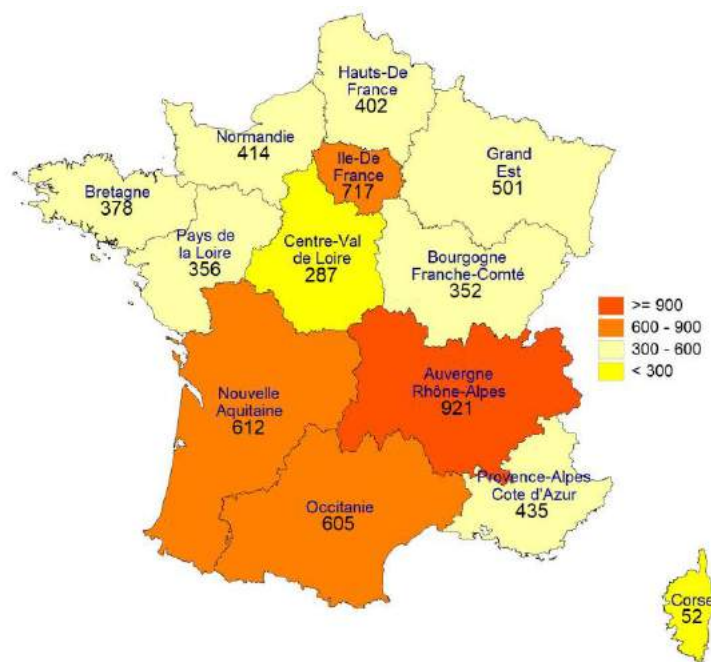 Hauts-De
France
402
Normandie
414
Ile-De
France
717
Grand
Est
501
Bretagne
378
Pays de
la Loire
356
Centre-Val
de Loire
287
Bourgogne
Franche-Comté
352
>= 900
600 - 900
300 - 600
< 300
Auvergne
Rhône-Alpes
921
Nouvelle
Aquitaine
612
Occitanie
605
Provence-Alpes
Cote d'Azur
435
Corse
52